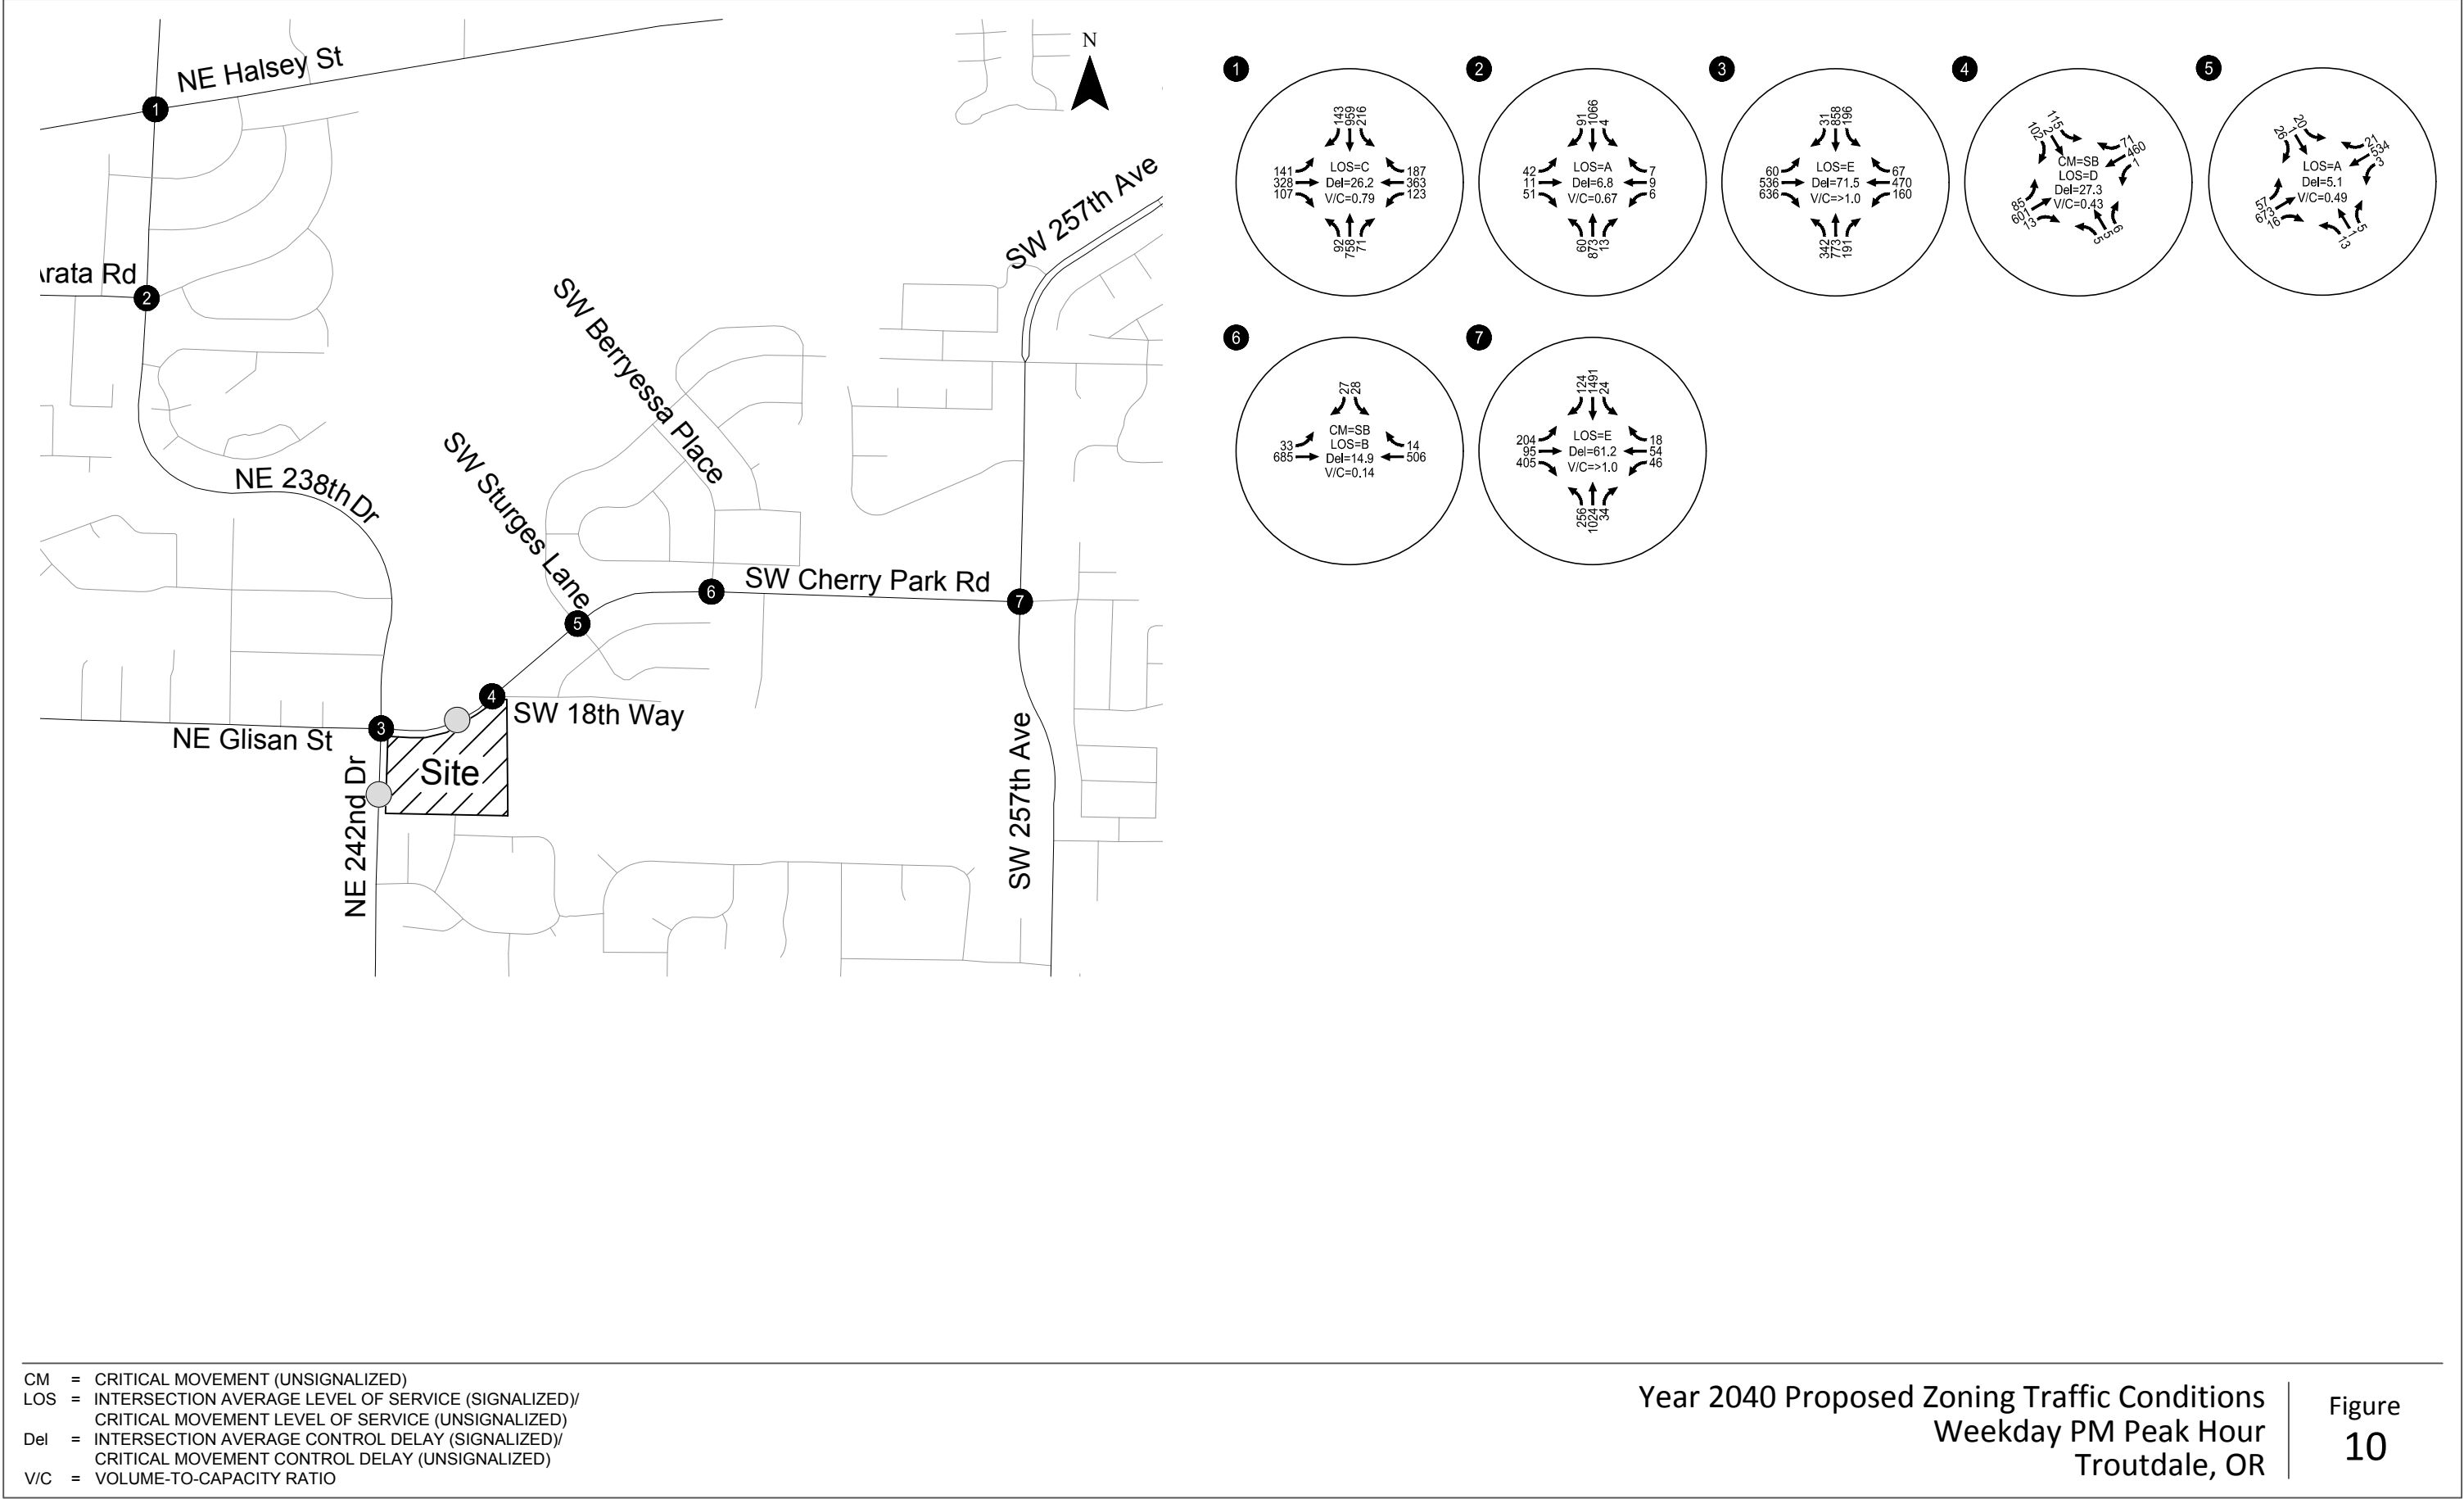 NE Halsey St
1
N
SW 257th Ave
rata Rd
2
SW Berryessa Place
SW Sturges Lane
NE 238th Dr
6
SW Cherry Park Rd
7
5
4
SW 18th Way
3
NE Glisan St
Site
NE 242nd Dr
SW 257th Ave
1
143
959
216
141
328
107
LOS=C
Del=26.2
V/C=0.79
187
363
123
92
758
71
2
91
1066
4
42
11
51
LOS=A
Del=6.8
V/C=0.67
7
9
6
60
873
13
3
31
858
196
60
536
636
LOS=E
Del=71.5
V/C=>1.0
67
470
160
342
773
191
4
102
2
115
85
601
13
CM=SB
LOS=D
Del=27.3
V/C=0.43
71
460
1
5
5
6
5
26
1
20
57
673
16
LOS=A
Del=5.1
V/C=0.49
21
534
3
13
1
5
6
27
28
33
685
CM=SB
LOS=B
Del=14.9
V/C=0.14
14
506
7
124
1491
24
204
95
405
LOS=E
Del=61.2
V/C=>1.0
18
54
46
256
1024
34
CM = CRITICAL MOVEMENT (UNSIGNALIZED)
LOS = INTERSECTION AVERAGE LEVEL OF SERVICE (SIGNALIZED)/
CRITICAL MOVEMENT LEVEL OF SERVICE (UNSIGNALIZED)
Del = INTERSECTION AVERAGE CONTROL DELAY (SIGNALIZED)/
CRITICAL MOVEMENT CONTROL DELAY (UNSIGNALIZED)
V/C = VOLUME-TO-CAPACITY RATIO
Year 2040 Proposed Zoning Traffic Conditions
Weekday PM Peak Hour
Troutdale, OR
Figure
10